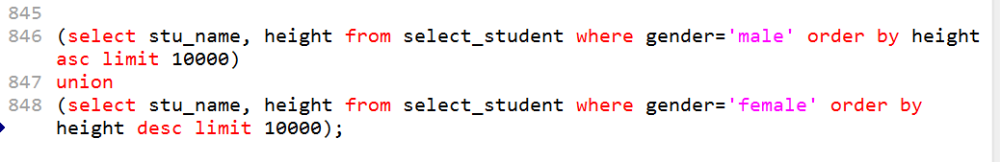 845
846 (select stu_name, height from select_student where gender='male' order by height
asc limit 10000)
847 union
848 (select stu_name, height from select_student where gender='female' order by
height desc limit 10000);